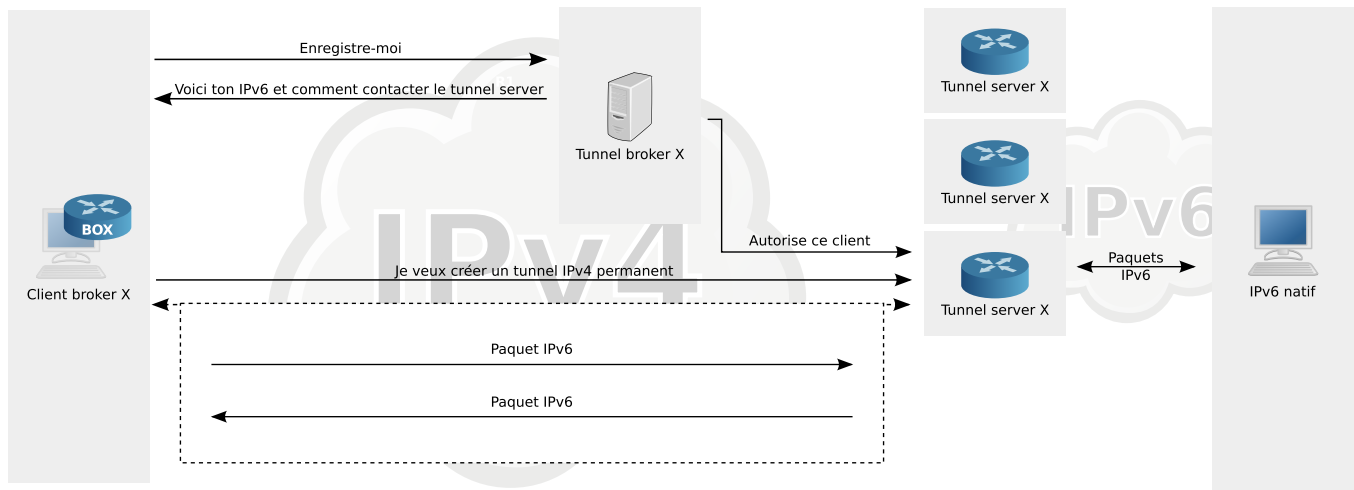 Enregistre-moi
Voici ton IPv6 et comment contacter le tunnel server
Tunnel broker X
Tunnel server X
Tunnel server X
Autorise ce client
Tunnel server X
BOX
Client broker X
IPv4
IPv6
Je veux créer un tunnel IPv4 permanent
Paquets
IPv6
IPv6 natif
Paquet IPv6
Paquet IPv6